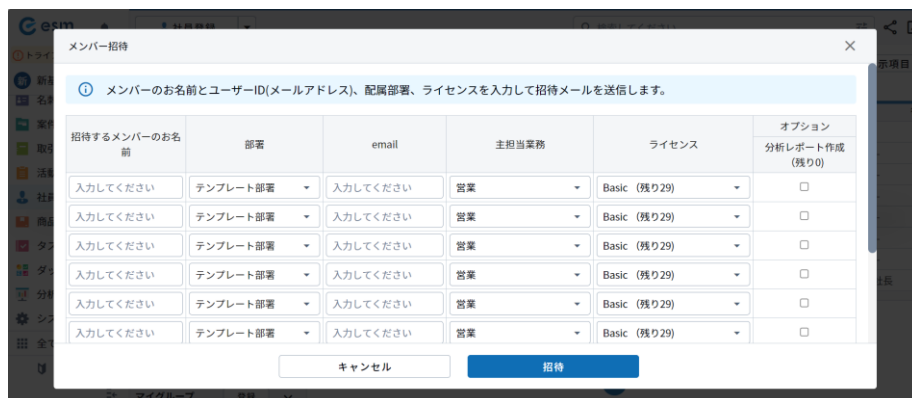 esm
社員登録
検索してください
メンバー招待
示項目
メンバーのお名前とユーザーID(メールアドレス)、配属部署、ライセンスを入力して招待メールを送信します。
招待するメンバーのお名前
部署
email
主担当業務
ライセンス
オプション
分析レポート作成
(残り0)
入力してください テンプレート部署 入力してください 営業 Basic (残り29)
入力してください テンプレート部署 入力してください 営業 Basic (残り29)
入力してください テンプレート部署 入力してください 営業 Basic (残り29)
入力してください テンプレート部署 入力してください 営業 Basic (残り29)
入力してください テンプレート部署 入力してください 営業 Basic (残り29)
入力してください テンプレート部署 入力してください 営業 Basic (残り29)
キャンセル
招待
マイグループ